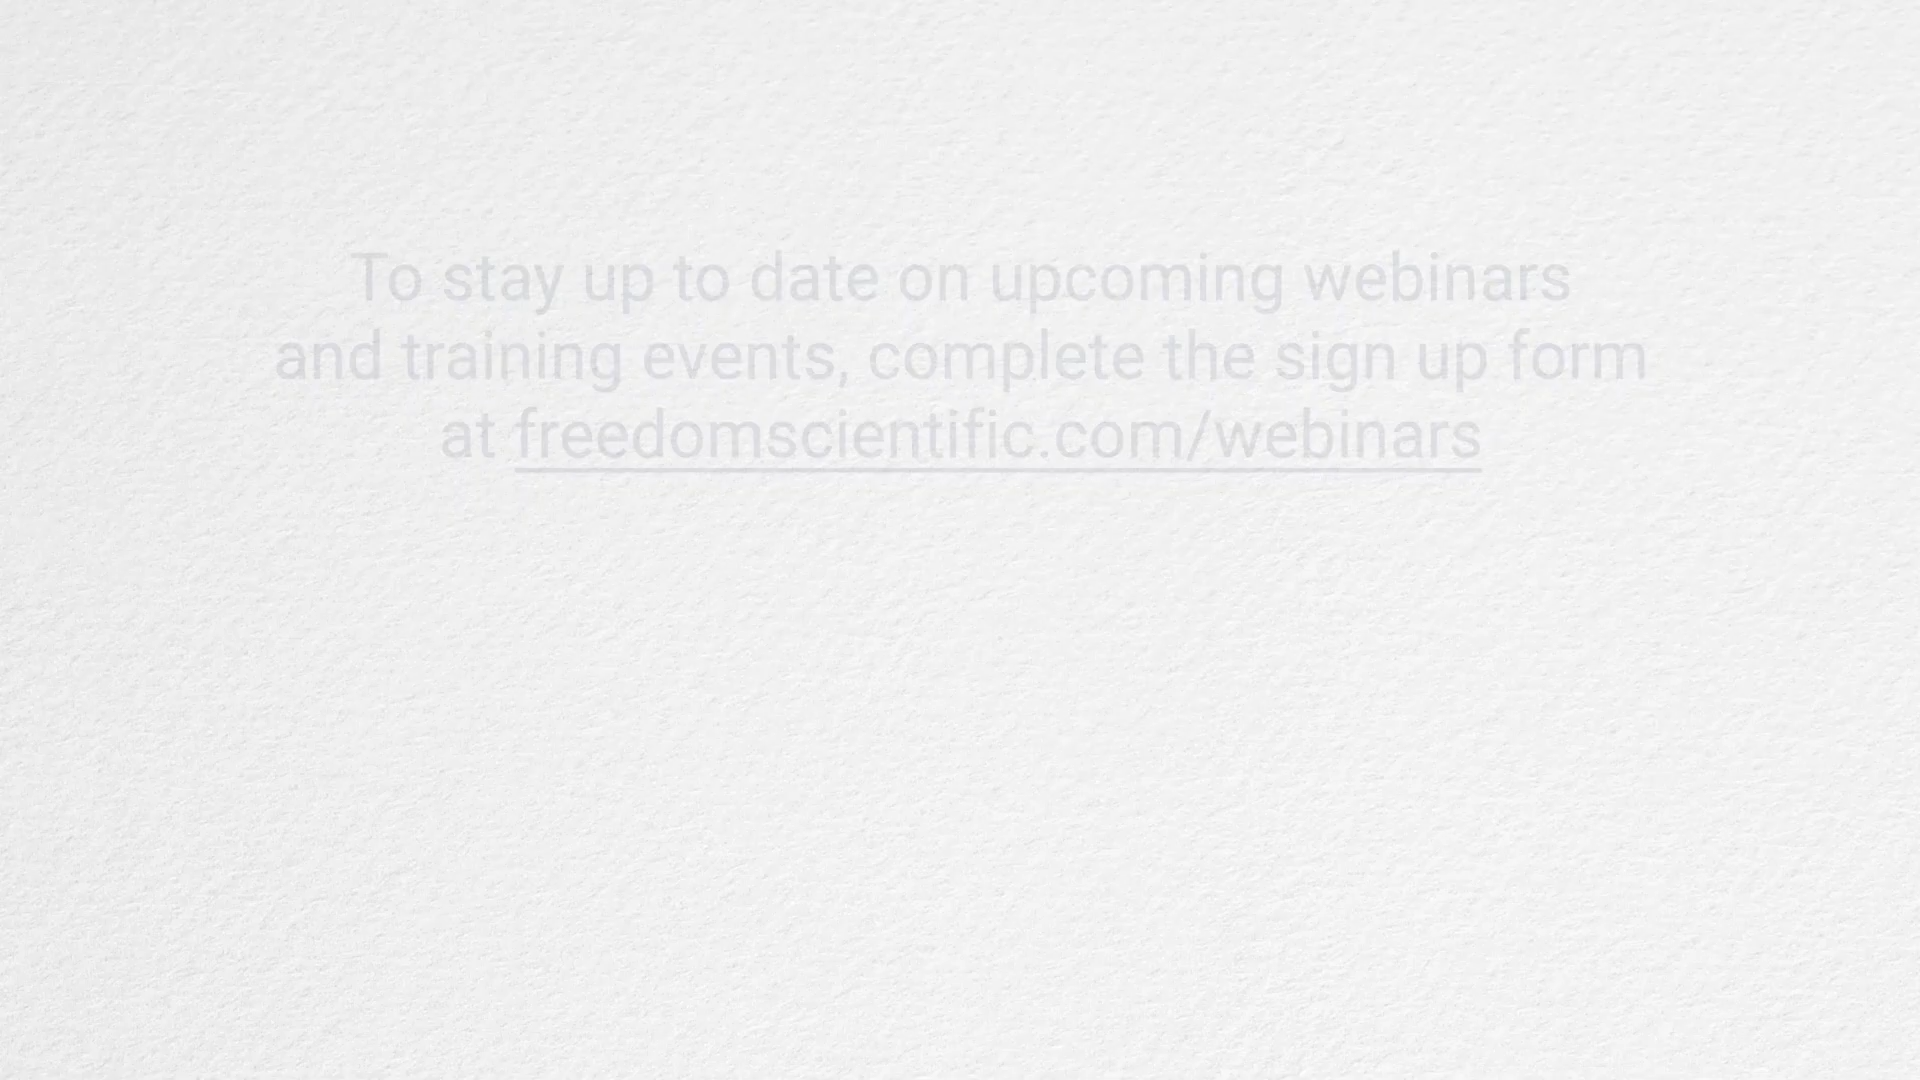 To stay up to date on upcoming webinars
and training events, complete the sign up form
at freedomscientific.com/webinars